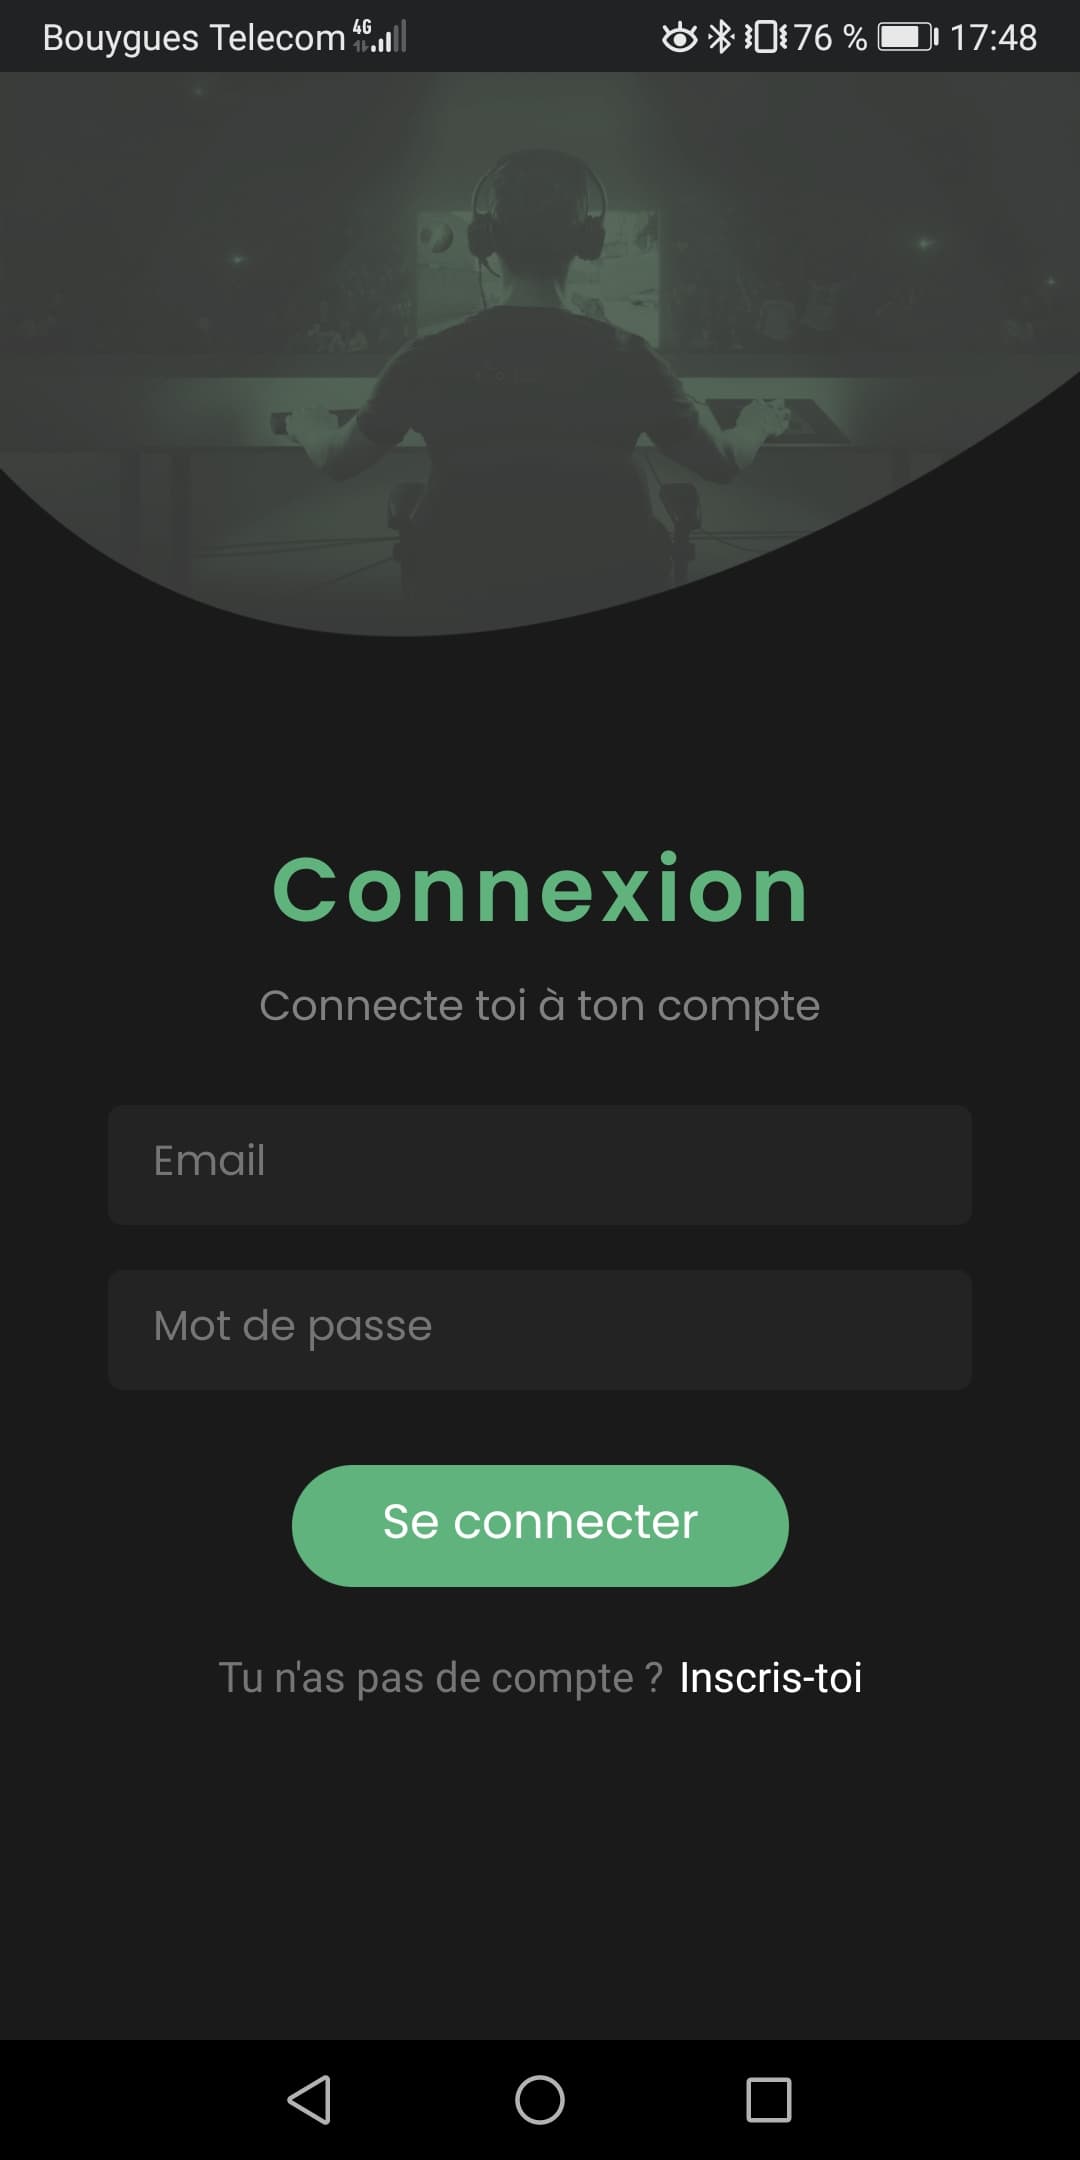 Bouygues Telecom 4G 76 % 17:48
Connexion
Connecte toi à ton compte
Email
Mot de passe
Se connecter
Tu n'as pas de compte ? Inscris-toi